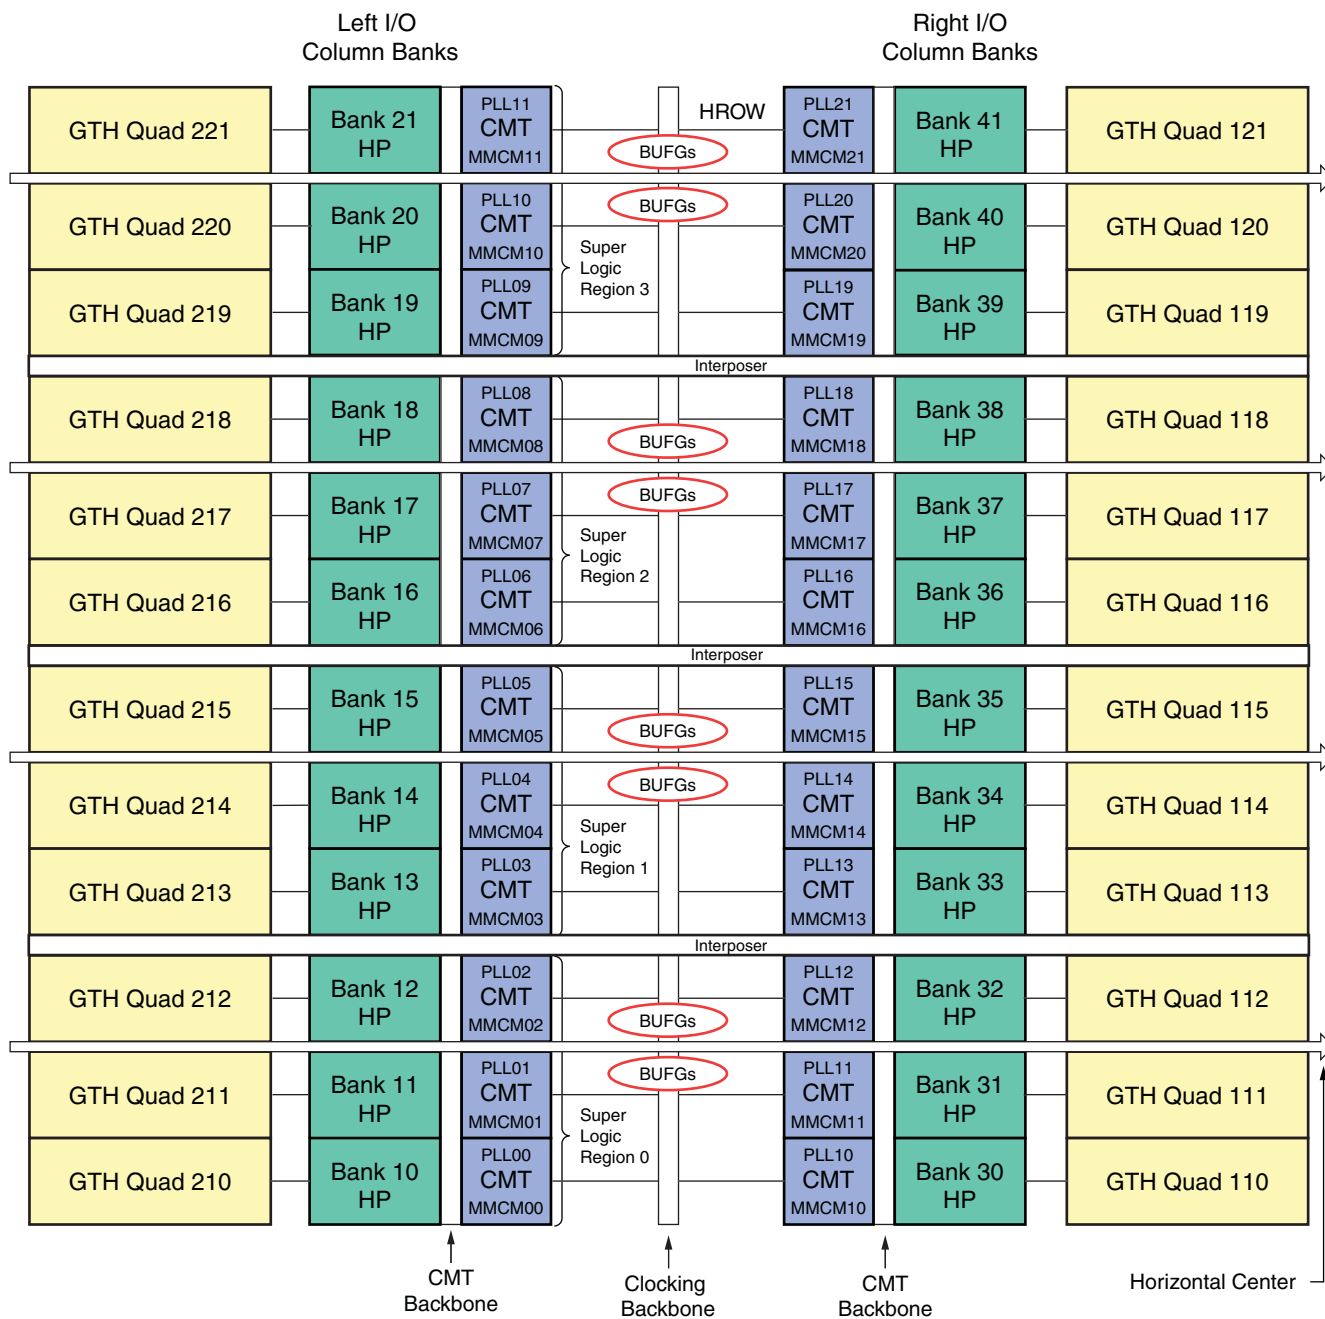 Left I/O
Column Banks
Right I/O
Column Banks
GTH Quad 221
Bank 21
HP
PLL11
CMT
MMCM11
BUFGs
HROW
PLL21
CMT
MMCM21
Bank 41
HP
GTH Quad 121
GTH Quad 220
Bank 20
HP
PLL10
CMT
MMCM10
BUFGs
PLL20
CMT
MMCM20
Bank 40
HP
GTH Quad 120
Super
Logic
Region 3
GTH Quad 219
Bank 19
HP
PLL09
CMT
MMCM09
PLL19
CMT
MMCM19
Bank 39
HP
GTH Quad 119
Interposer
GTH Quad 218
Bank 18
HP
PLL08
CMT
MMCM08
BUFGs
PLL18
CMT
MMCM18
Bank 38
HP
GTH Quad 118
GTH Quad 217
Bank 17
HP
PLL07
CMT
MMCM07
BUFGs
PLL17
CMT
MMCM17
Bank 37
HP
GTH Quad 117
Super
Logic
Region 2
GTH Quad 216
Bank 16
HP
PLL06
CMT
MMCM06
PLL16
CMT
MMCM16
Bank 36
HP
GTH Quad 116
Interposer
GTH Quad 215
Bank 15
HP
PLL05
CMT
MMCM05
BUFGs
PLL15
CMT
MMCM15
Bank 35
HP
GTH Quad 115
GTH Quad 214
Bank 14
HP
PLL04
CMT
MMCM04
BUFGs
PLL14
CMT
MMCM14
Bank 34
HP
GTH Quad 114
Super
Logic
Region 1
GTH Quad 213
Bank 13
HP
PLL03
CMT
MMCM03
PLL13
CMT
MMCM13
Bank 33
HP
GTH Quad 113
Interposer
GTH Quad 212
Bank 12
HP
PLL02
CMT
MMCM02
BUFGs
PLL12
CMT
MMCM12
Bank 32
HP
GTH Quad 112
GTH Quad 211
Bank 11
HP
PLL01
CMT
MMCM01
BUFGs
PLL11
CMT
MMCM11
Bank 31
HP
GTH Quad 111
Super
Logic
Region 0
GTH Quad 210
Bank 10
HP
PLL00
CMT
MMCM00
PLL10
CMT
MMCM10
Bank 30
HP
GTH Quad 110
CMT
Backbone
Clocking
Backbone
CMT
Backbone
Horizontal Center